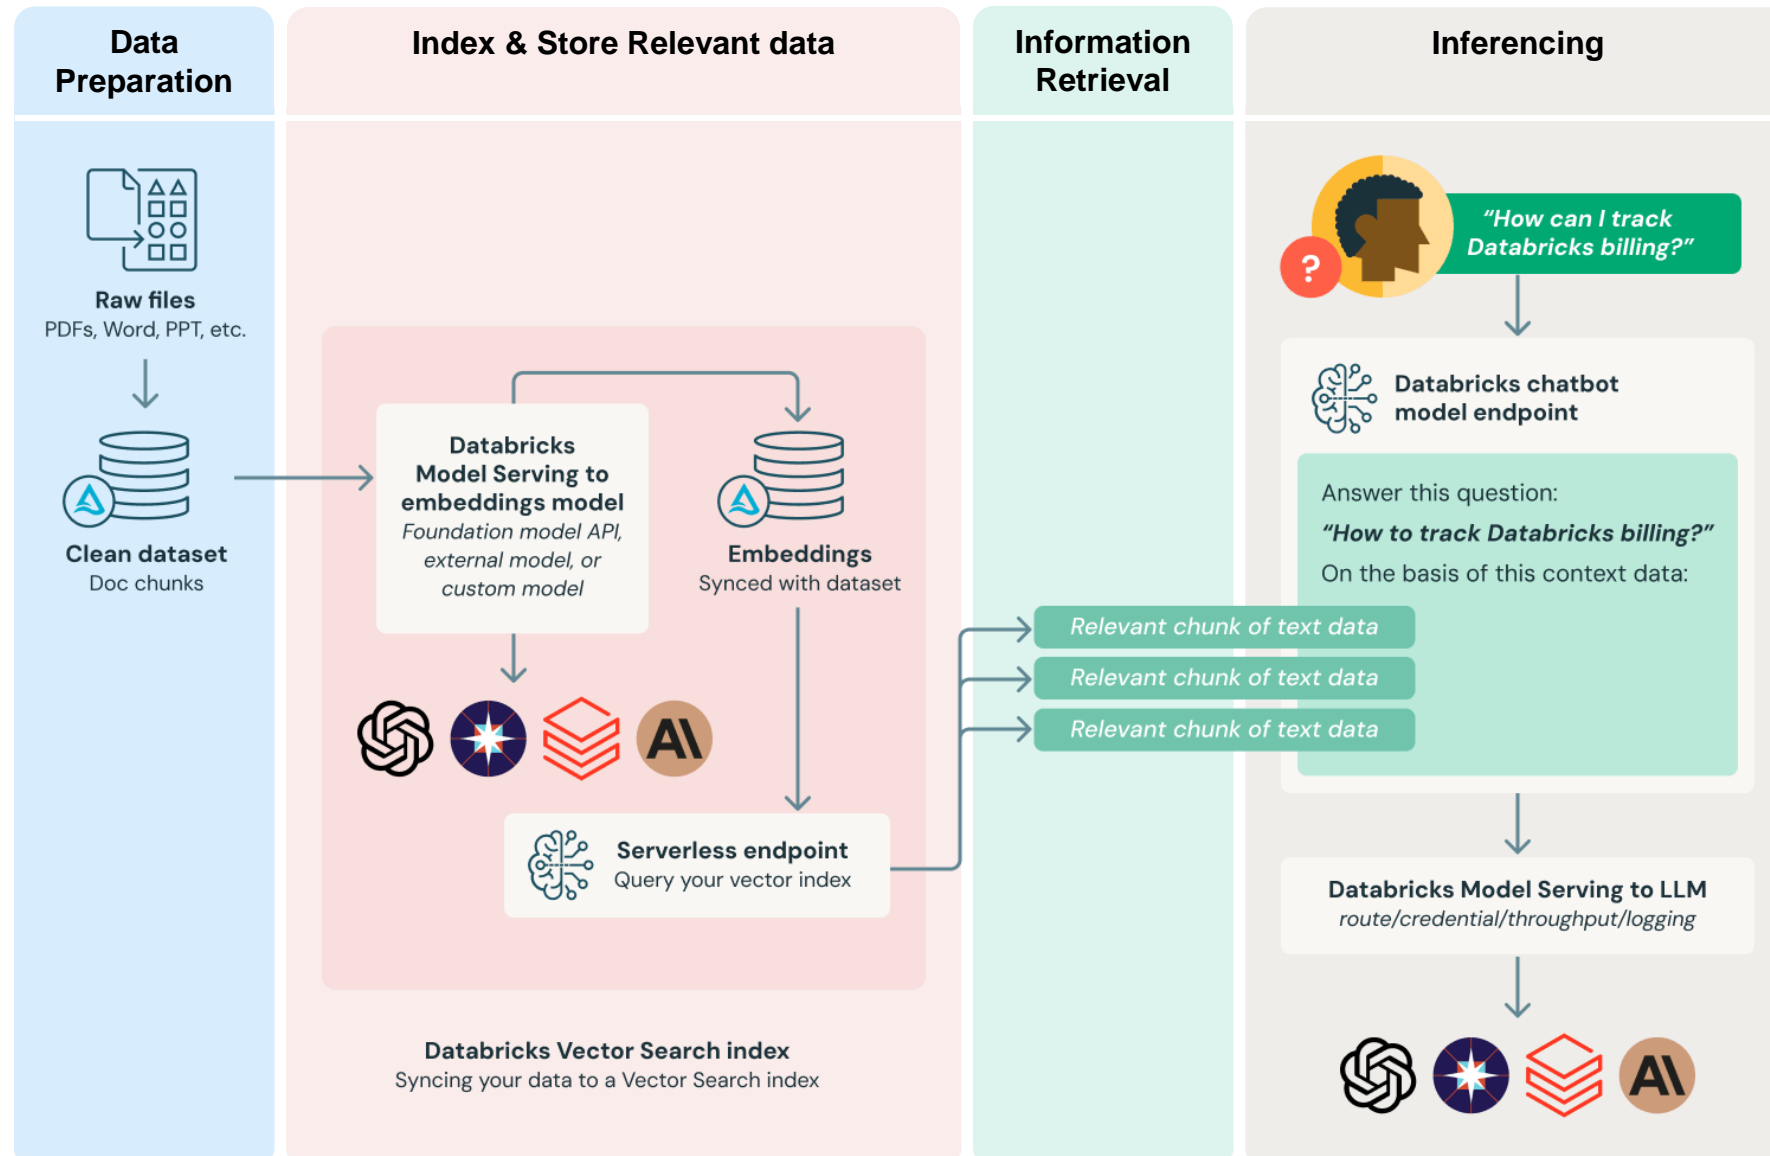 Data
Preparation
Index & Store Relevant data
Information
Retrieval
Inferencing
Raw files
PDFs, Word, PPT, etc.
Clean dataset
Doc chunks
Databricks
Model Serving to
embeddings model
Foundation model API,
external model, or
custom model
Embeddings
Synced with dataset
Serverless endpoint
Query your vector index
Databricks Vector Search index
Syncing your data to a Vector Search index
Relevant chunk of text data
Relevant chunk of text data
Relevant chunk of text data
?
“How can I track
Databricks billing?”
Databricks chatbot
model endpoint
Answer this question:
“How to track Databricks billing?”
On the basis of this context data:
Databricks Model Serving to LLM
route/credential/throughput/logging